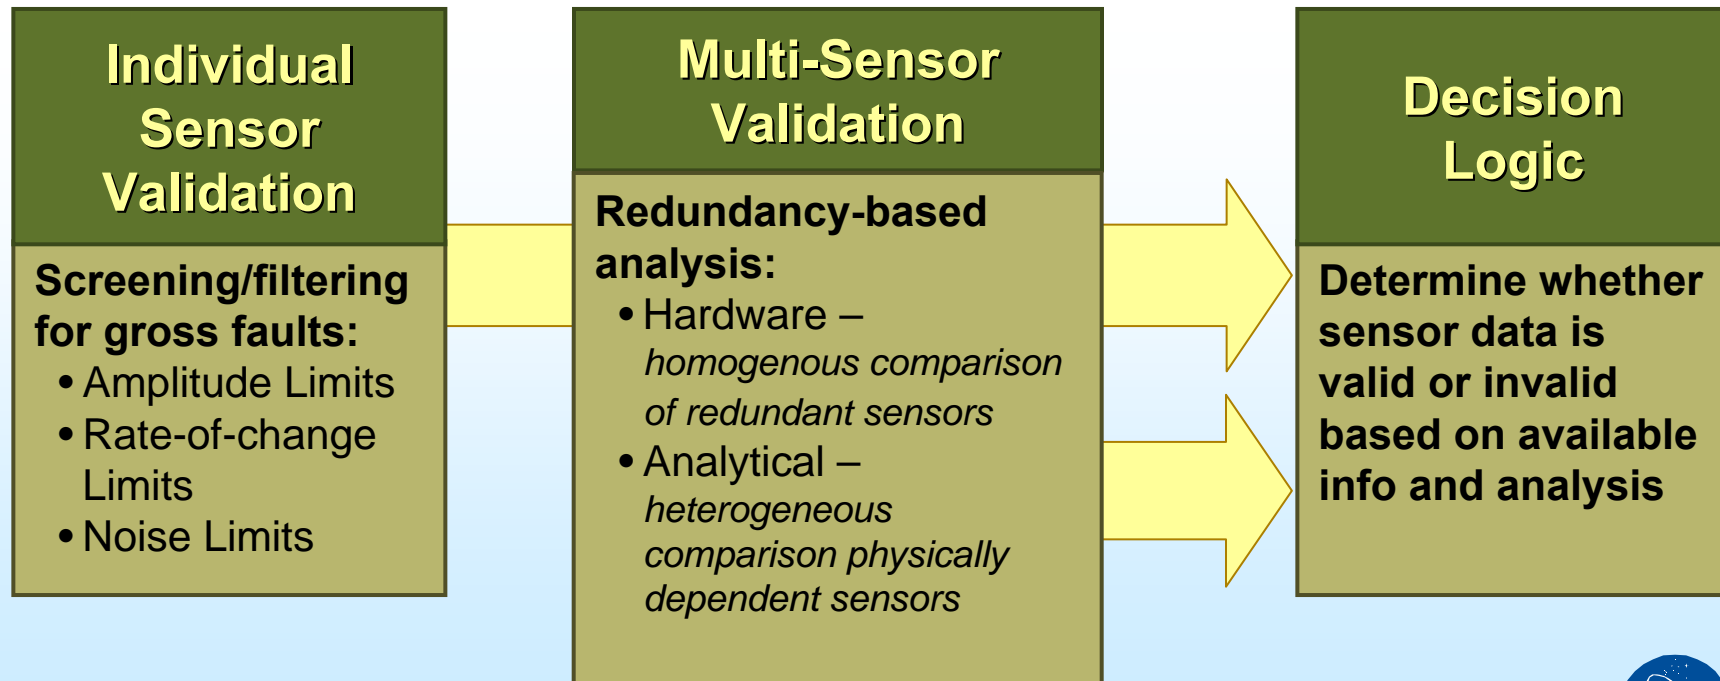 Individual
Sensor
Validation
Screening/filtering
for gross faults:
• Amplitude Limits
• Rate-of-change
Limits
• Noise Limits
Multi-Sensor
Validation
Redundancy-based
analysis:
• Hardware –
homogenous comparison
of redundant sensors
• Analytical –
heterogeneous
comparison physically
dependent sensors
Decision
Logic
Determine whether
sensor data is
valid or invalid
based on available
info and analysis